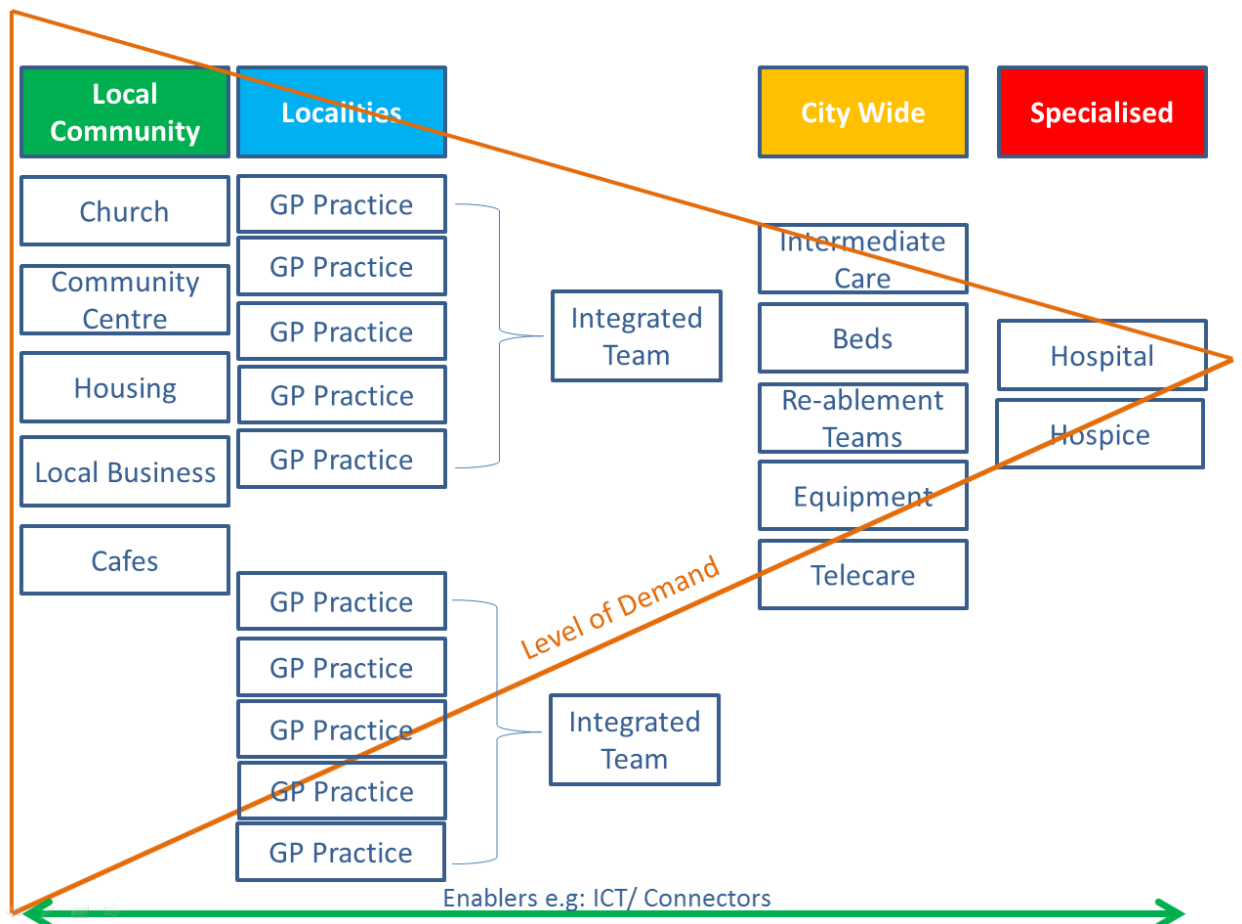 Local
Community
Localities
City Wide
Specialised
Church
Community
Centre
Housing
Local Business
Cafes
GP Practice
GP Practice
GP Practice
GP Practice
GP Practice
Integrated
Team
GP Practice
GP Practice
GP Practice
GP Practice
GP Practice
Integrated
Team
Level of Demand
Intermediate
Care
Beds
Re-ablement
Teams
Equipment
Telecare
Hospital
Hospice
Enablers e.g: ICT/ Connectors